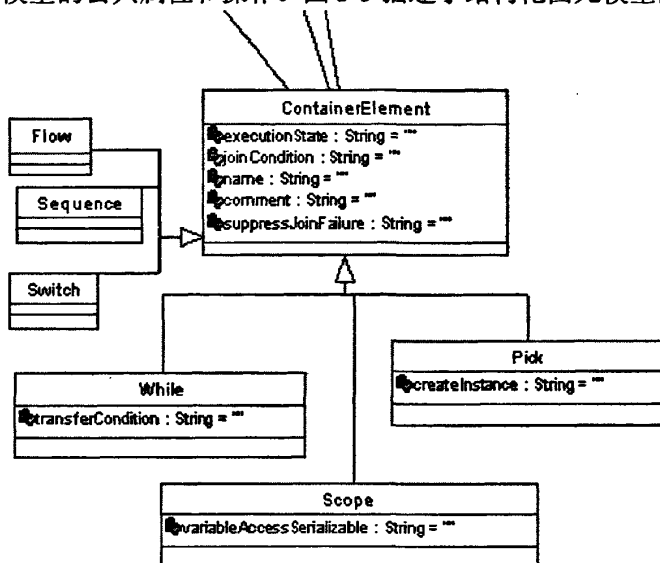 ContainerElement
executionState : String = ""
joinCondition : String = ""
name : String = ""
comment : String = ""
suppressJoinFailure : String = ""
Flow
Sequence
Switch
While
transferCondition : String = ""
Pick
createInstance : String = ""
Scope
variableAccessSerializable : String = ""